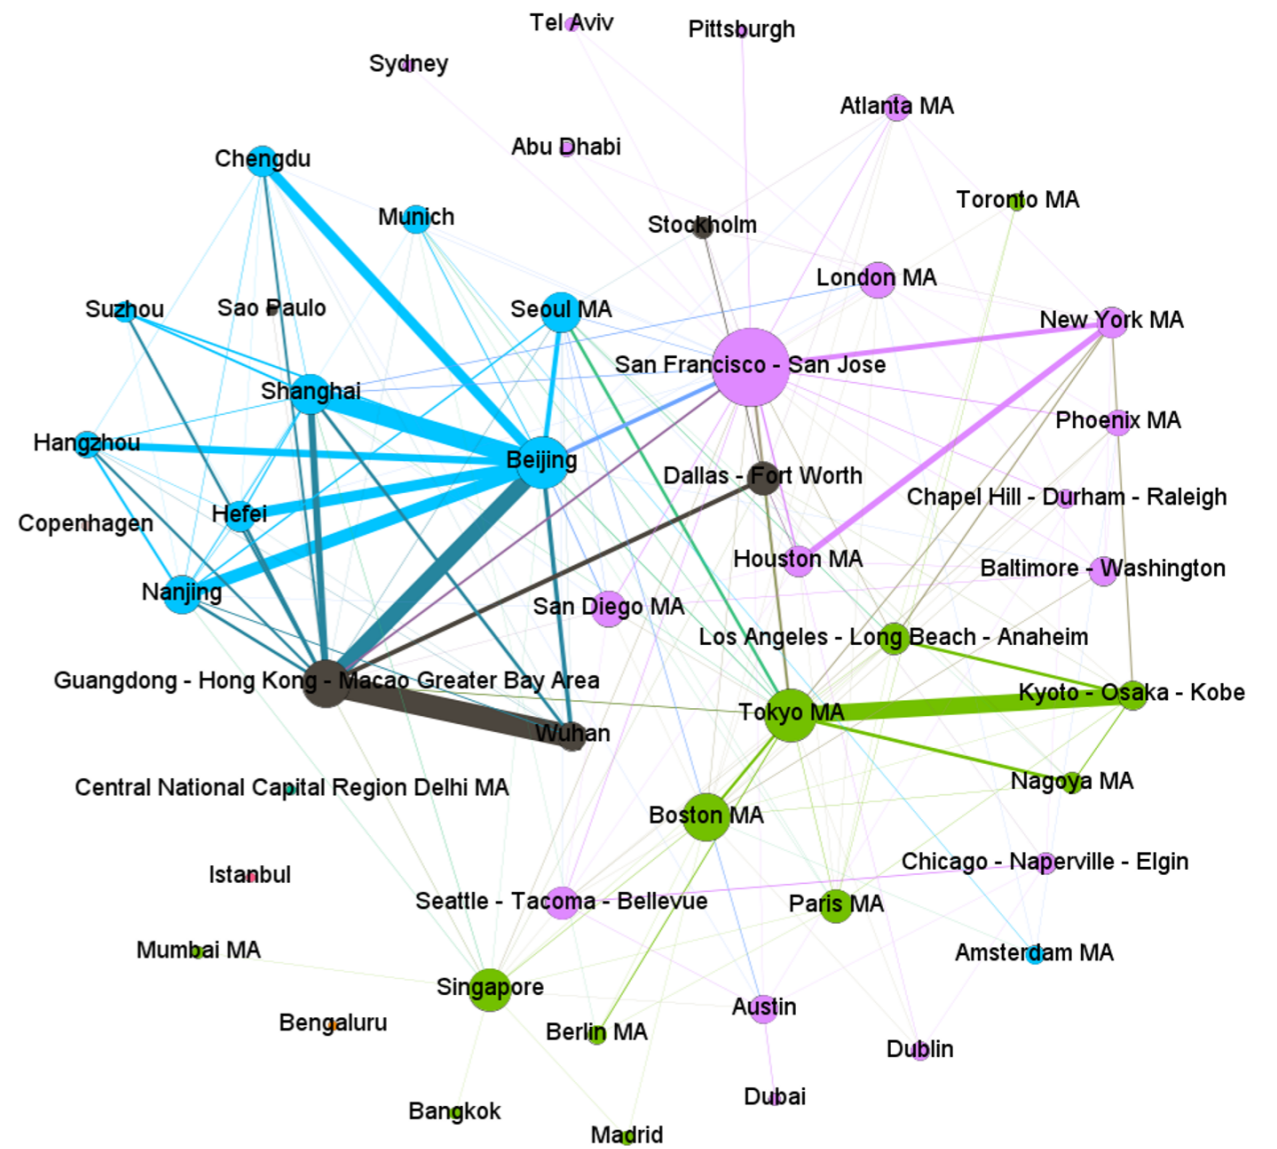 Tel Aviv
Pittsburgh
Sydney
Atlanta MA
Abu Dhabi
Chengdu
Toronto MA
Munich
Stockholm
London MA
Suzhou
Sao Paulo
Seoul MA
New York MA
San Francisco - San Jose
Shanghai
Phoenix MA
Hangzhou
Beijing
Dallas - Fort Worth
Chapel Hill - Durham - Raleigh
Copenhagen
Hefei
Houston MA
Baltimore - Washington
Nanjing
San Diego MA
Los Angeles - Long Beach - Anaheim
Guangdong - Hong Kong - Macao Greater Bay Area
Kyoto - Osaka - Kobe
Tokyo MA
Wuhan
Central National Capital Region Delhi MA
Nagoya MA
Boston MA
Chicago - Naperville - Elgin
Istanbul
Seattle - Tacoma - Bellevue
Paris MA
Mumbai MA
Amsterdam MA
Singapore
Austin
Bengaluru
Berlin MA
Dublin
Dubai
Bangkok
Madrid